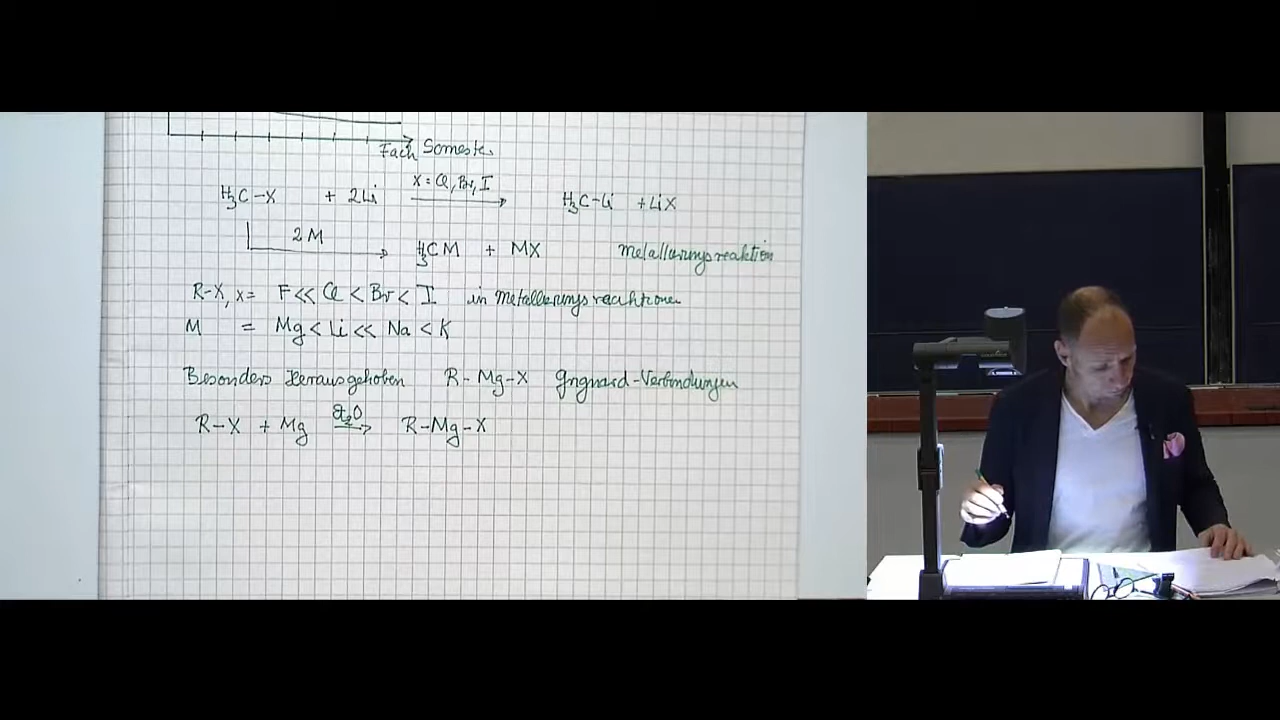 Fach Semester
H₃C-X + 2Li X = Cl, Br, I → H₃C-Li + LiX
2 M → H₃CM + MX Metallierungsreaktion
R-X, X = F << Cl < Br < I in Metallierungsreaktionen
M = Mg < Li << Na < K
Besonders Herausgehoben R-Mg-X Grignard-Verbindungen
R-X + Mg Et₂O → R-Mg-X